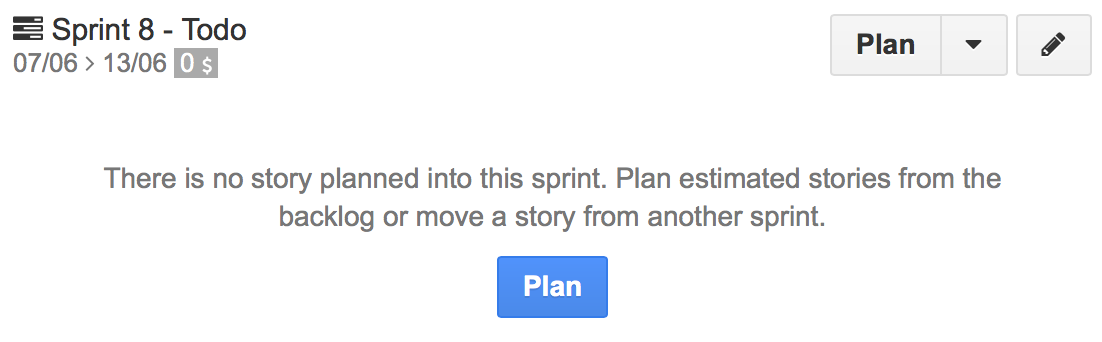 Sprint 8 - Todo
07/06 > 13/06 0 $
Plan
There is no story planned into this sprint. Plan estimated stories from the
backlog or move a story from another sprint.
Plan